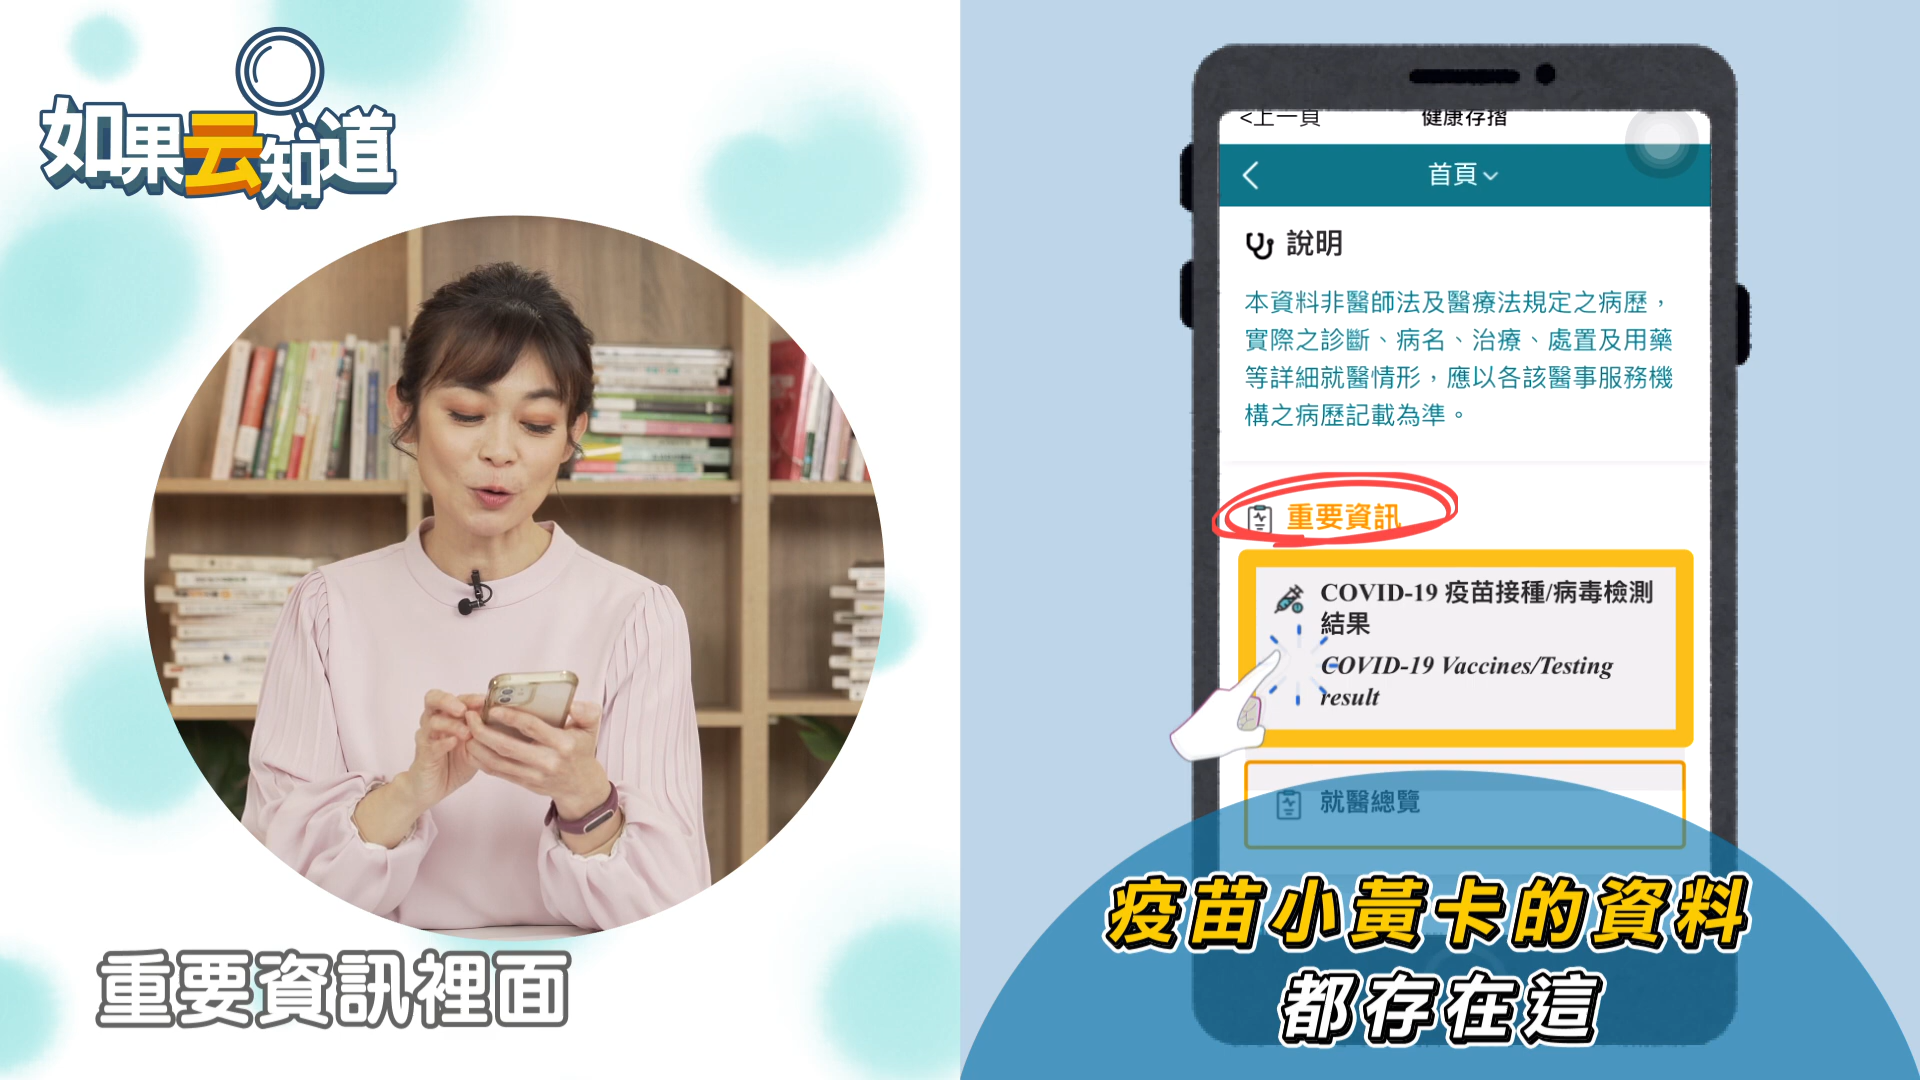 如果云知道
重要資訊裡面
<上一頁
健康存摺
首頁
說明
本資料非醫師法及醫療法規定之病歷，
實際之診斷、病名、治療、處置及用藥
等詳細就醫情形，應以各該醫事服務機
構之病歷記載為準。
重要資訊
COVID-19 疫苗接種/病毒檢測
結果
COVID-19 Vaccines/Testing
result
就醫總覽
疫苗小黃卡的資料
都存在這